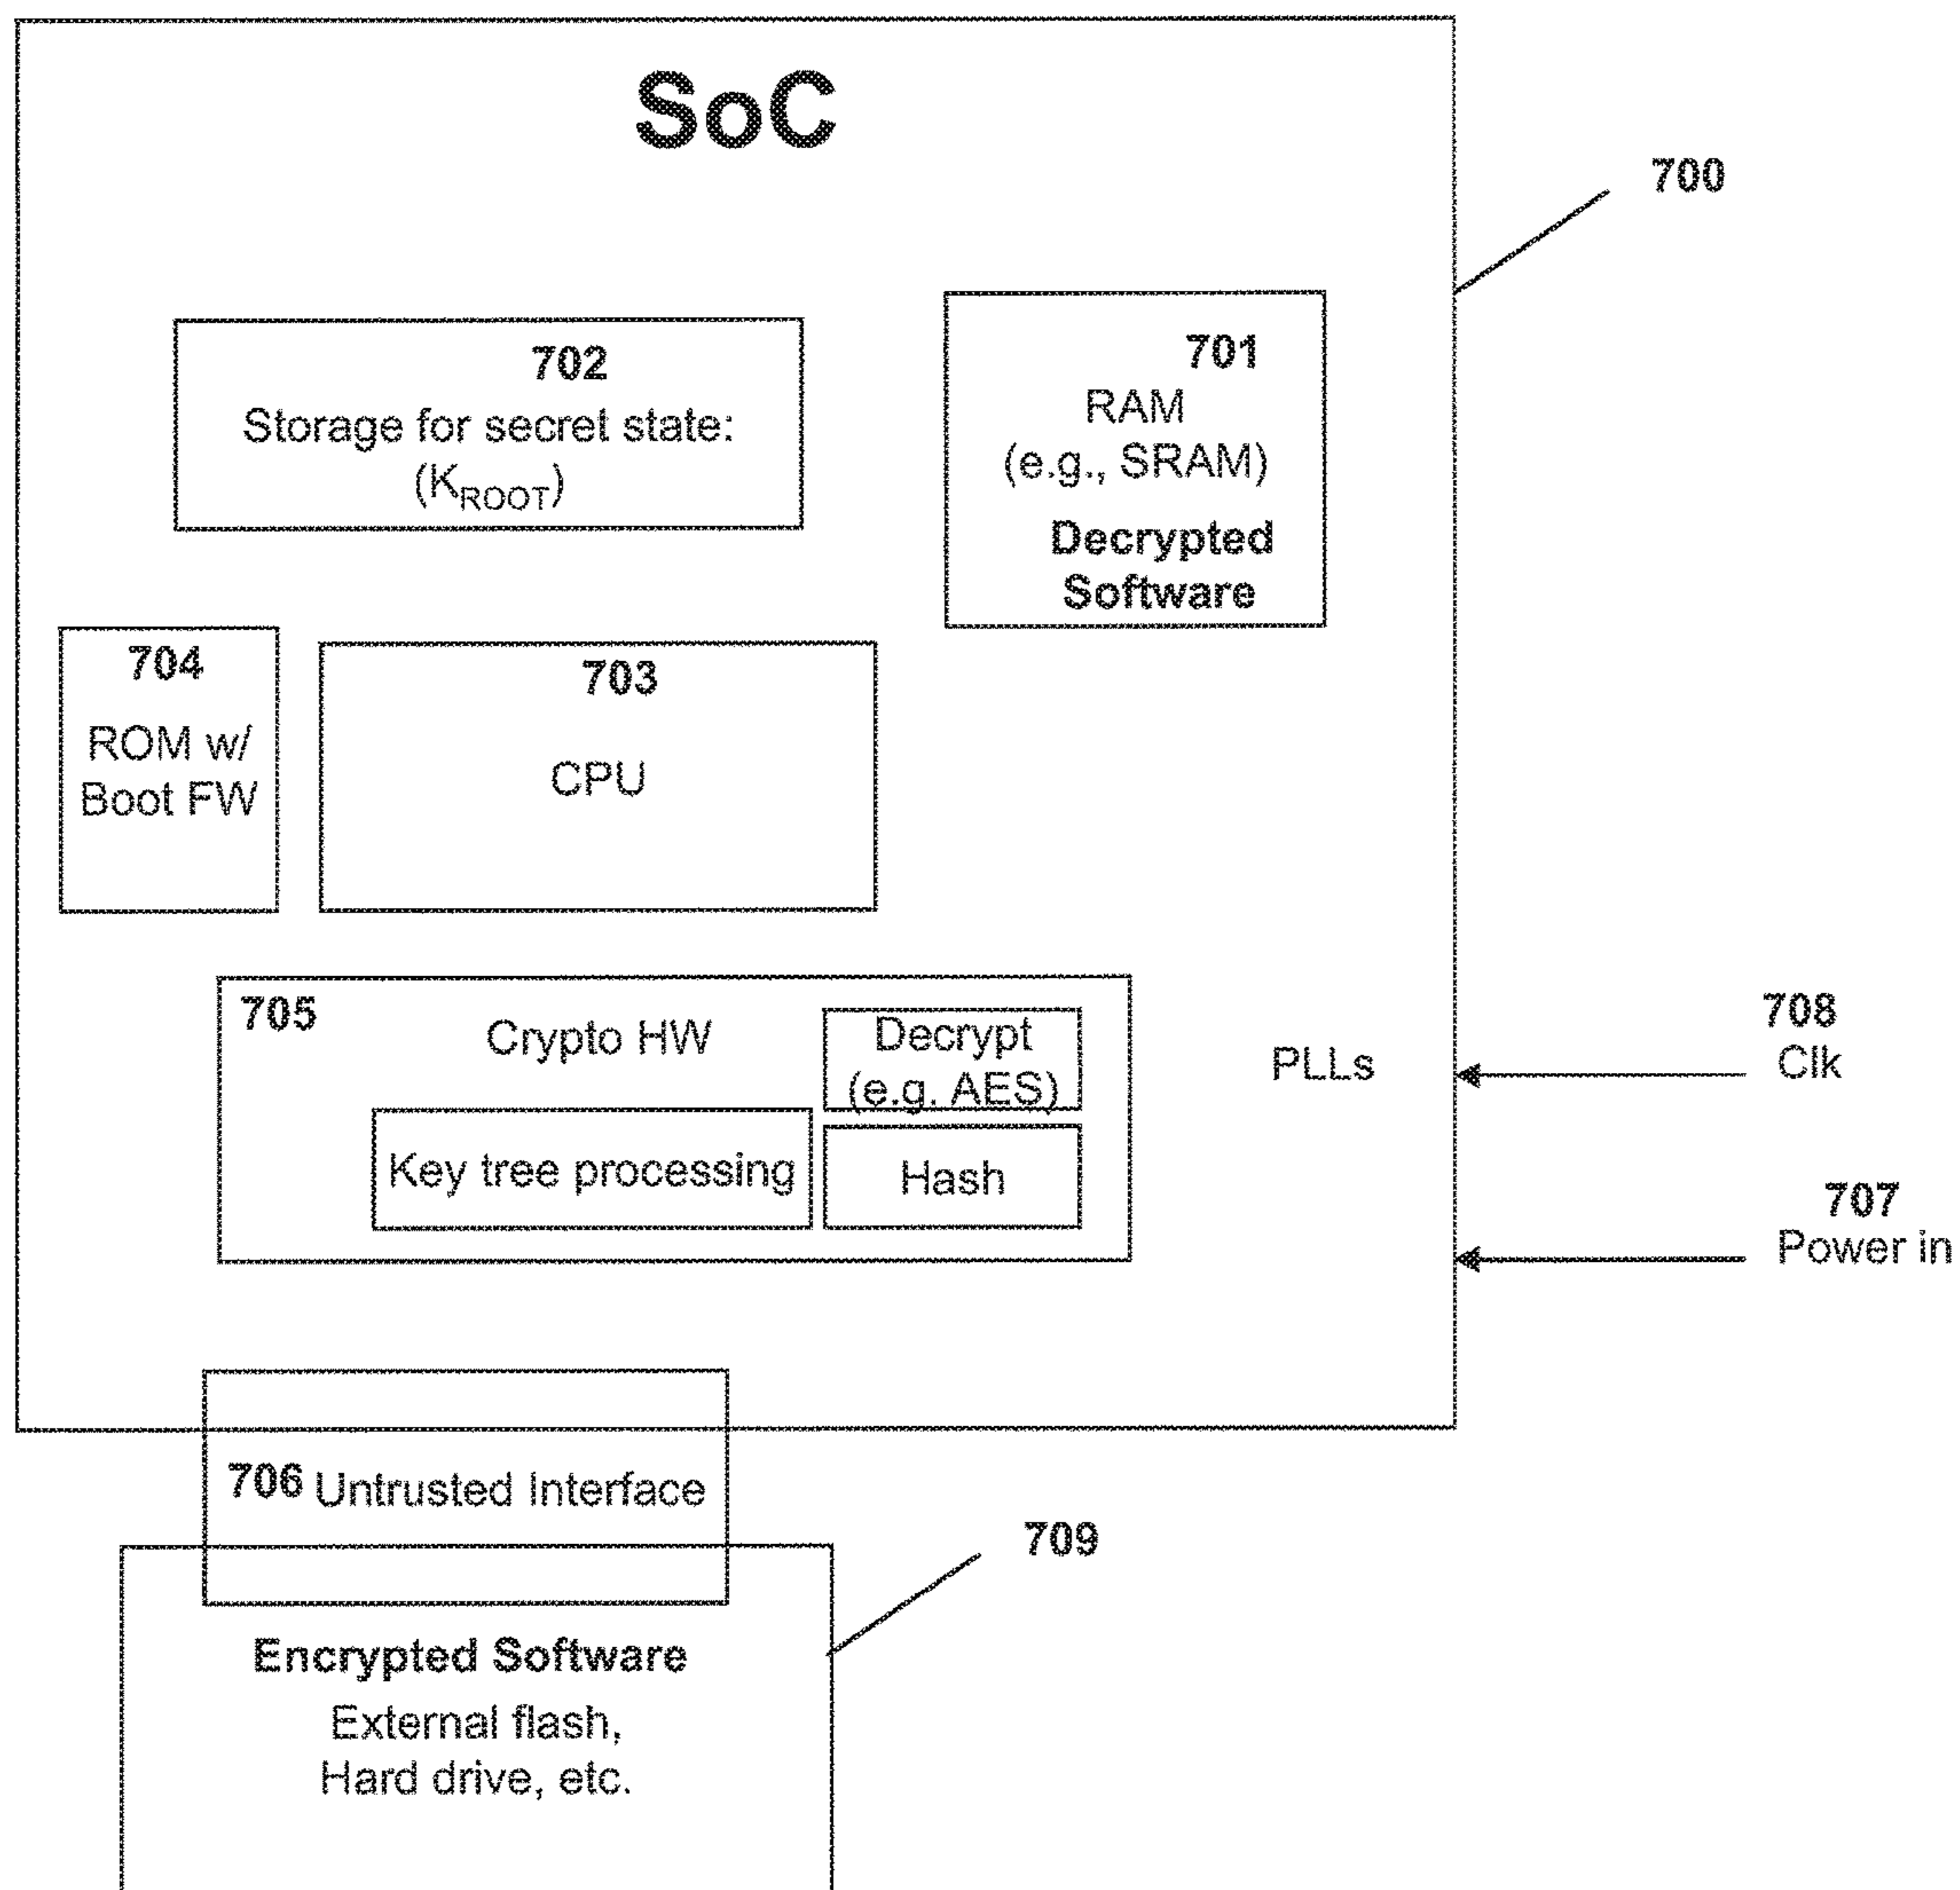 SoC
700
702
Storage for secret state:
(KROOT)
701
RAM
(e.g., SRAM)
Decrypted
Software
704
ROM w/
Boot FW
703
CPU
705
Crypto HW
Decrypt
(e.g. AES)
Key tree processing
Hash
PLLs
708
Clk
707
Power in
706 Untrusted Interface
709
Encrypted Software
External flash,
Hard drive, etc.